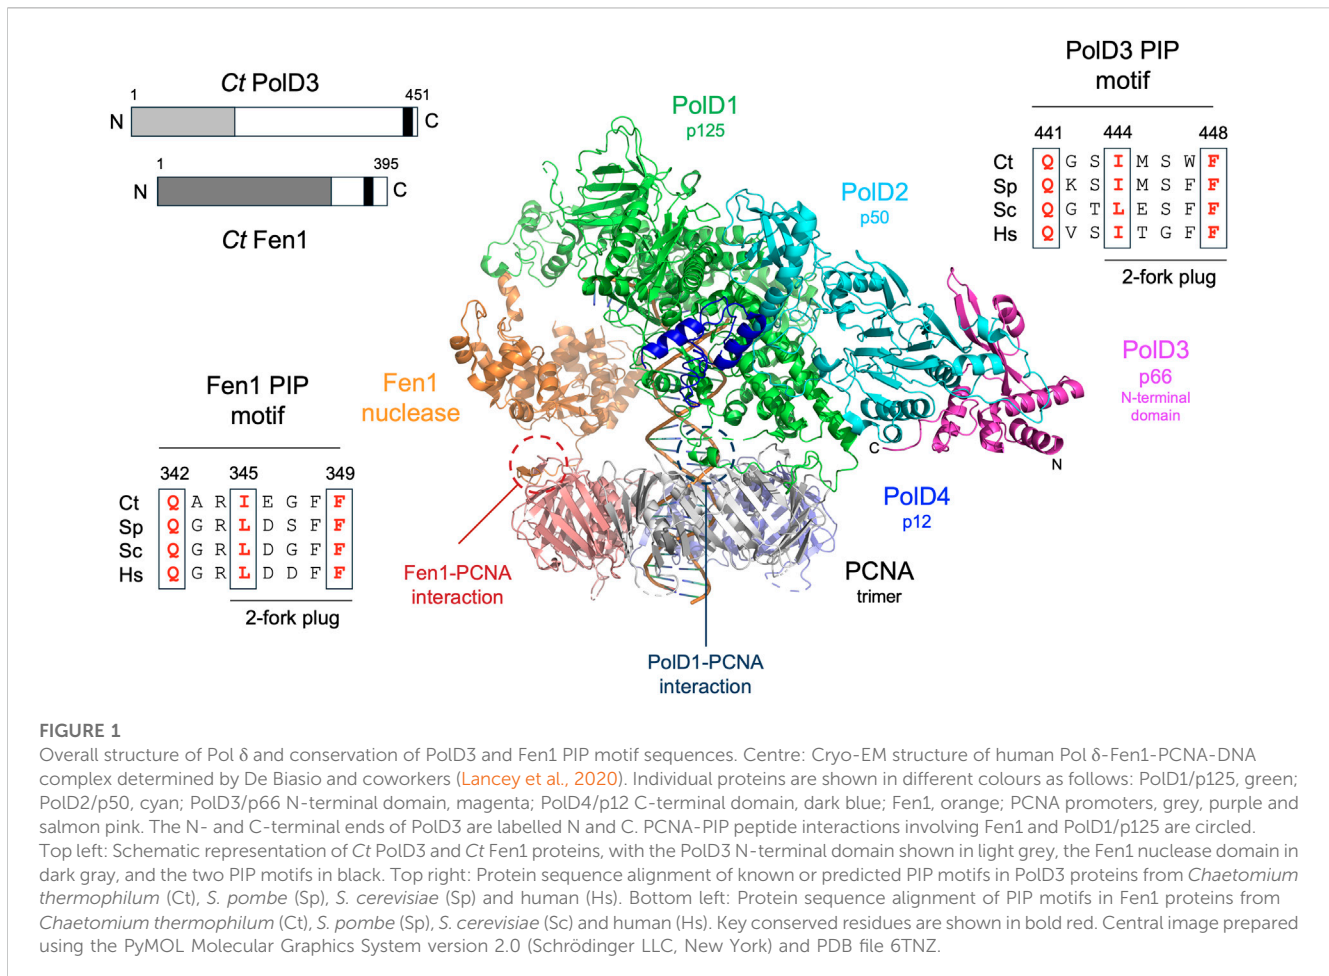 Ct PolD3
1 451
N C
1 395
N C
Ct Fen1
PolD1
p125
PolD2
p50
PolD3 PIP
motif
441 444 448
Ct Q G S I M S W F
Sp Q K S I M S F F
Sc Q G T L E S F F
Hs Q V S I T G F F
2-fork plug
PolD3
p66
N-terminal
domain
C
N
Fen1
nuclease
Fen1 PIP
motif
342 345 349
Ct Q A R I E G F F
Sp Q G R L D S F F
Sc Q G R L D G F F
Hs Q G R L D D F F
2-fork plug
Fen1-PCNA
interaction
PolD4
p12
PCNA
trimer
PolD1-PCNA
interaction
FIGURE 1
Overall structure of Pol δ and conservation of PolD3 and Fen1 PIP motif sequences. Centre: Cryo-EM structure of human Pol δ-Fen1-PCNA-DNA
complex determined by De Biasio and coworkers (Lancey et al., 2020). Individual proteins are shown in different colours as follows: PolD1/p125, green;
PolD2/p50, cyan; PolD3/p66 N-terminal domain, magenta; PolD4/p12 C-terminal domain, dark blue; Fen1, orange; PCNA promoters, grey, purple and
salmon pink. The N- and C-terminal ends of PolD3 are labelled N and C. PCNA-PIP peptide interactions involving Fen1 and PolD1/p125 are circled.
Top left: Schematic representation of Ct PolD3 and Ct Fen1 proteins, with the PolD3 N-terminal domain shown in light grey, the Fen1 nuclease domain in
dark gray, and the two PIP motifs in black. Top right: Protein sequence alignment of known or predicted PIP motifs in PolD3 proteins from Chaetomium
thermophilum (Ct), S. pombe (Sp), S. cerevisiae (Sp) and human (Hs). Bottom left: Protein sequence alignment of PIP motifs in Fen1 proteins from
Chaetomium thermophilum (Ct), S. pombe (Sp), S. cerevisiae (Sc) and human (Hs). Key conserved residues are shown in bold red. Central image prepared
using the PyMOL Molecular Graphics System version 2.0 (Schrödinger LLC, New York) and PDB file 6TNZ.